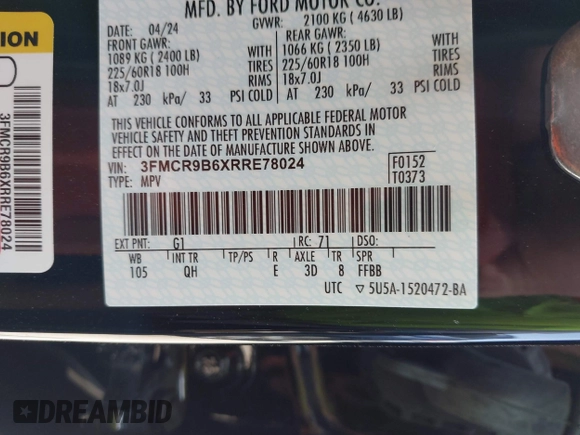 MFD. BY FORD MOTOR CO.
DATE: 04/24 GVWR: 2100 KG ( 4630 LB)
FRONT GAWR: REAR GAWR:
1089 KG ( 2400 LB) 1066 KG ( 2350 LB)
225/60R18 100H TIRES 225/60R18 100H TIRES
18x7.0J RIMS 18x7.0J RIMS
AT 230 kPa/ 33 PSI COLD AT 230 kPa/ 33 PSI COLD
THIS VEHICLE CONFORMS TO ALL APPLICABLE FEDERAL MOTOR
VEHICLE SAFETY AND THEFT PREVENTION STANDARDS IN
EFFECT ON THE DATE OF MANUFACTURE SHOWN ABOVE.
VIN: 3FMCR9B6XRRE78024 F0152
TYPE: MPV T0373
EXT PNT: G1 RC: 71 DSO:
WB INT TR TP/PS R AXLE TR SPR
105 QH E 3D 8 FFBB
UTC ▽ 5U5A-1520472-BA
3FMCR9B6XRRE78024
DREAMBID